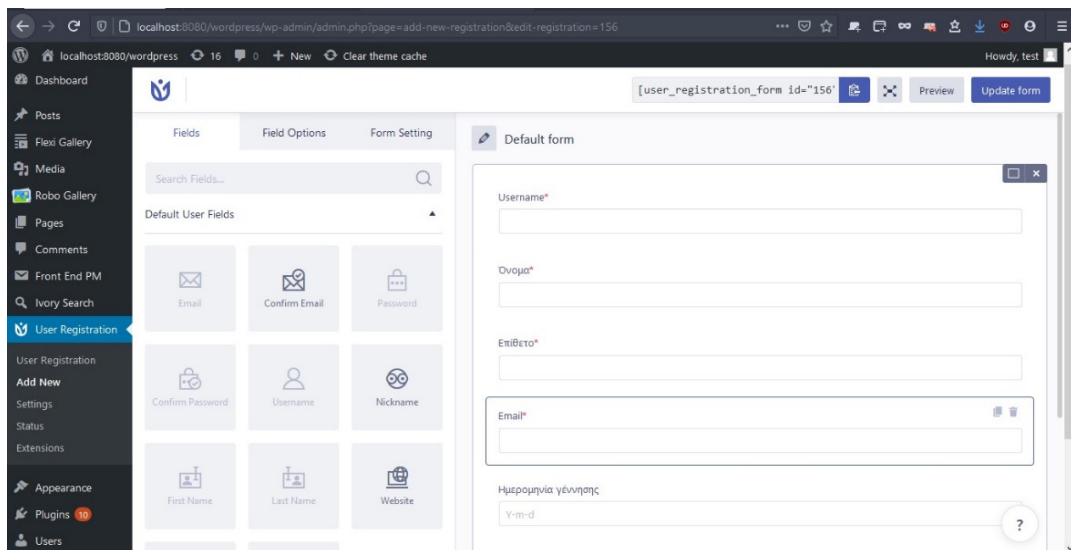 localhost:8080/wordpress/wp-admin/admin.php?page=add-new-registration&edit-registration=156
localhost:8080/wordpress 16 0 + New Clear theme cache Howdy, test
Dashboard
Posts
Flexi Gallery
Media
Robo Gallery
Pages
Comments
Front End PM
Ivory Search
User Registration
User Registration
Add New
Settings
Status
Extensions
Appearance
Plugins 10
Users
[user_registration_form id="156"
Preview
Update form
Fields Field Options Form Setting
Search Fields...
Default User Fields
Email Confirm Email Password
Confirm Password Username Nickname
First Name Last Name Website
Default form
Username*
Όνομα*
Επίθετο*
Email*
Ημερομηνία γέννησης
Y-m-d
?